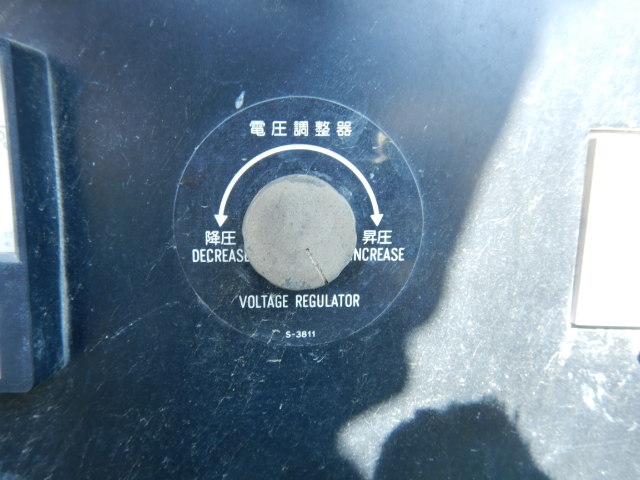 電圧調整器
降圧 昇圧
DECREASE INCREASE
VOLTAGE REGULATOR
S-3811